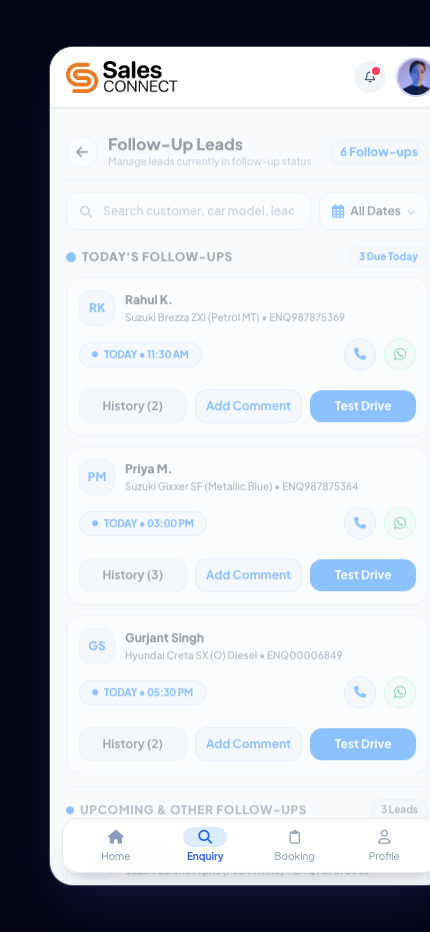 Sales
CONNECT
Follow-Up Leads
Manage leads currently in follow-up status
6 Follow-ups
Search customer, car model, leac
All Dates
TODAY'S FOLLOW-UPS
3 Due Today
RK
Rahul K.
Suzuki Brezza ZXi (Petrol MT) • ENQ987875369
TODAY • 11:30 AM
History (2)
Add Comment
Test Drive
PM
Priya M.
Suzuki Gixxer SF (Metallic Blue) • ENQ987875364
TODAY • 03:00 PM
History (3)
Add Comment
Test Drive
GS
Gurjant Singh
Hyundai Creta SX (O) Diesel • ENQ00006849
TODAY • 05:30 PM
History (2)
Add Comment
Test Drive
UPCOMING & OTHER FOLLOW-UPS
3 Leads
Home
Enquiry
Booking
Profile